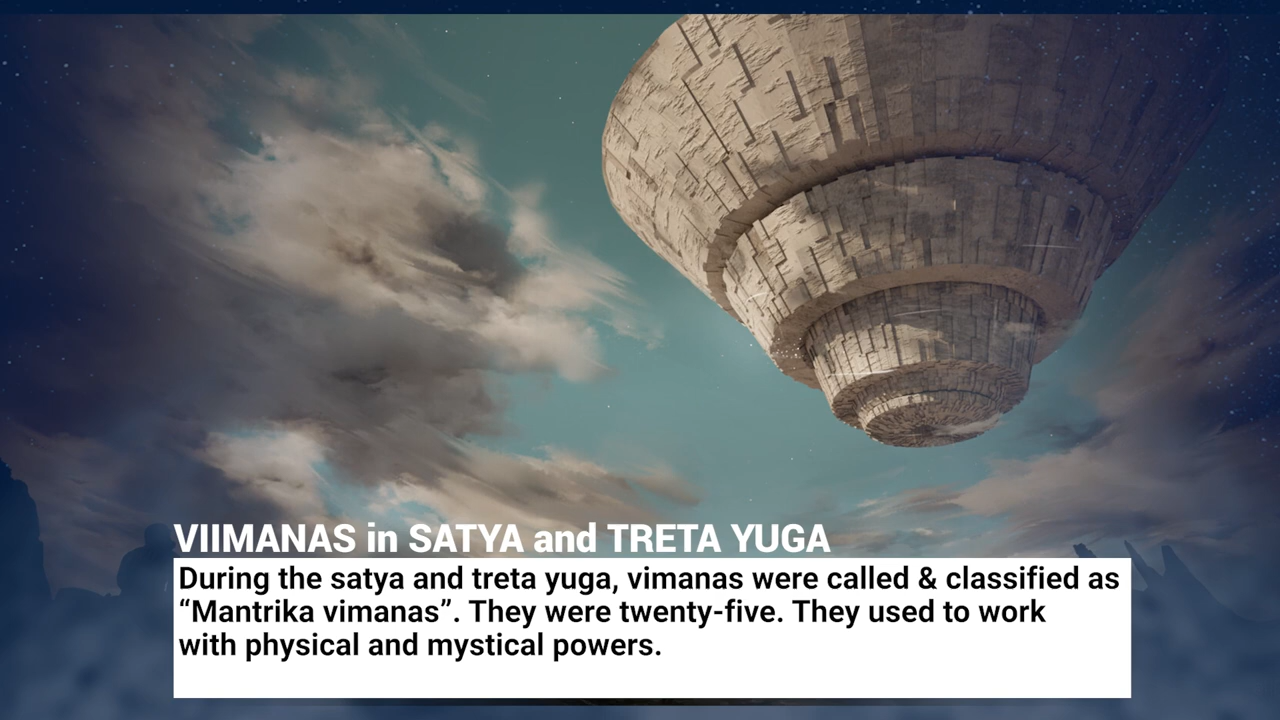 VIIMANAS in SATYA and TRETA YUGA
During the satya and treta yuga, vimanas were called & classified as
“Mantrika vimanas”. They were twenty-five. They used to work
with physical and mystical powers.